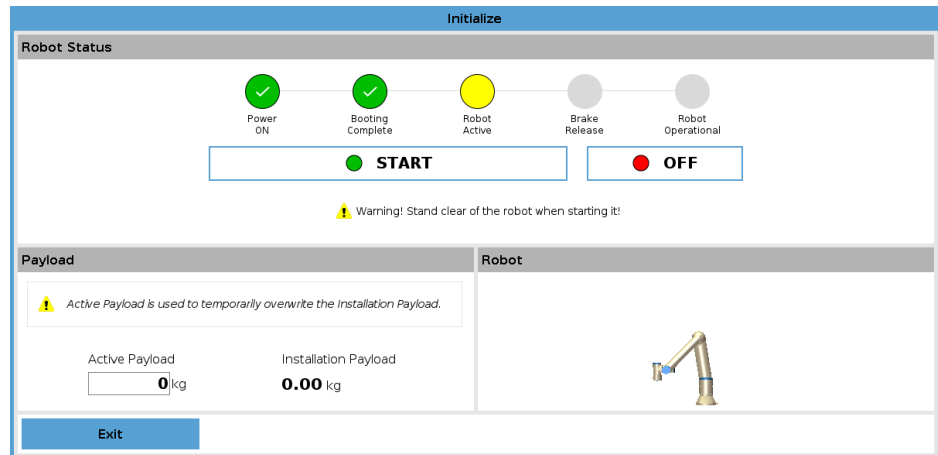 Initialize
Robot Status
Power
ON
Booting
Complete
Robot
Active
Brake
Release
Robot
Operational
START
OFF
Warning! Stand clear of the robot when starting it!
Payload
Robot
Active Payload is used to temporarily overwrite the Installation Payload.
Active Payload
Installation Payload
0 kg
0.00 kg
Exit